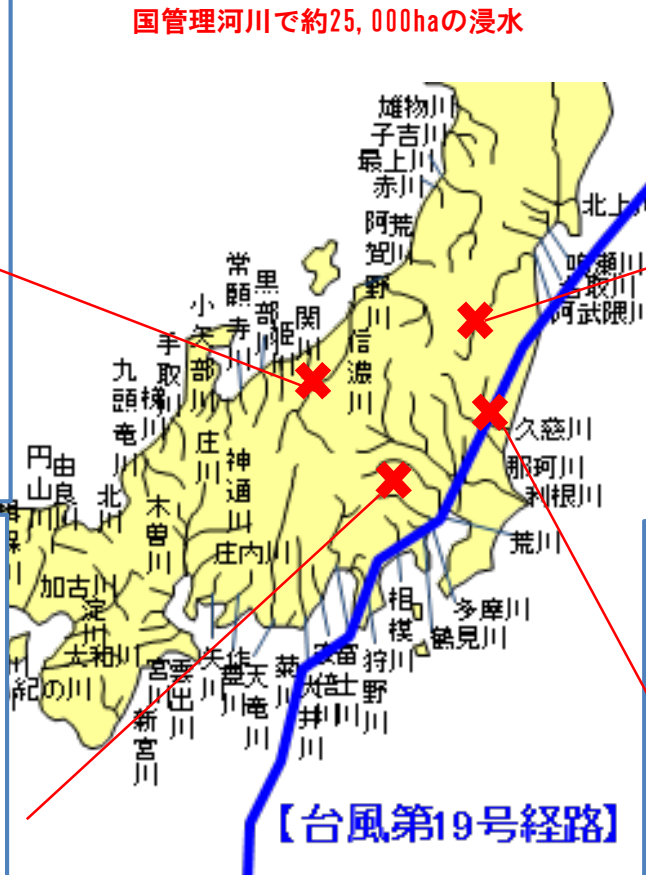 国管理河川で約25,000haの浸水
雄物川
子吉川
最上川
赤川
北上川
阿賀野川
荒川
鳴瀬川
名取川
阿武隈川
常願寺川
黒部川
姫川
関川
信濃川
小矢部川
手取川
梯川
九頭竜川
庄川
神通川
久慈川
那珂川
利根川
荒川
円山川
由良川
北川
木曽川
庄内川
加古川
淀川
大和川
紀の川
宮川
雲出川
新宮川
矢作川
豊川
天竜川
菊川
大井川
安倍川
富士川
狩野川
相模川
多摩川
鶴見川
【台風第19号経路】